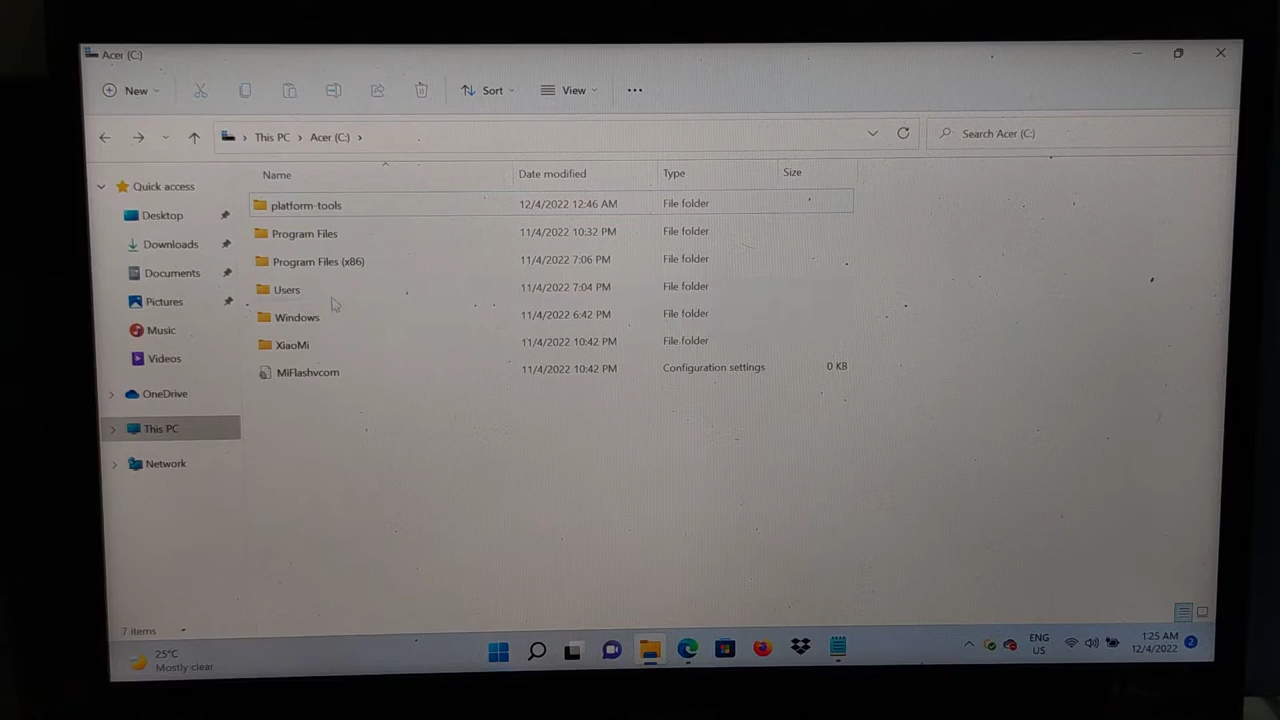 Acer (C:)
New
Sort
View
This PC > Acer (C:) >
Search Acer (C:)
Name Date modified Type Size
Quick access
Desktop
Downloads
Documents
Pictures
Music
Videos
OneDrive
This PC
Network
platform-tools 12/4/2022 12:46 AM File folder
Program Files 11/4/2022 10:32 PM File folder
Program Files (x86) 11/4/2022 7:06 PM File folder
Users 11/4/2022 7:04 PM File folder
Windows 11/4/2022 6:42 PM File folder
XiaoMi 11/4/2022 10:42 PM File folder
MiFlashvcom 11/4/2022 10:42 PM Configuration settings 0 KB
7 items
25°C
Mostly clear
ENG
US
1:25 AM
12/4/2022
2